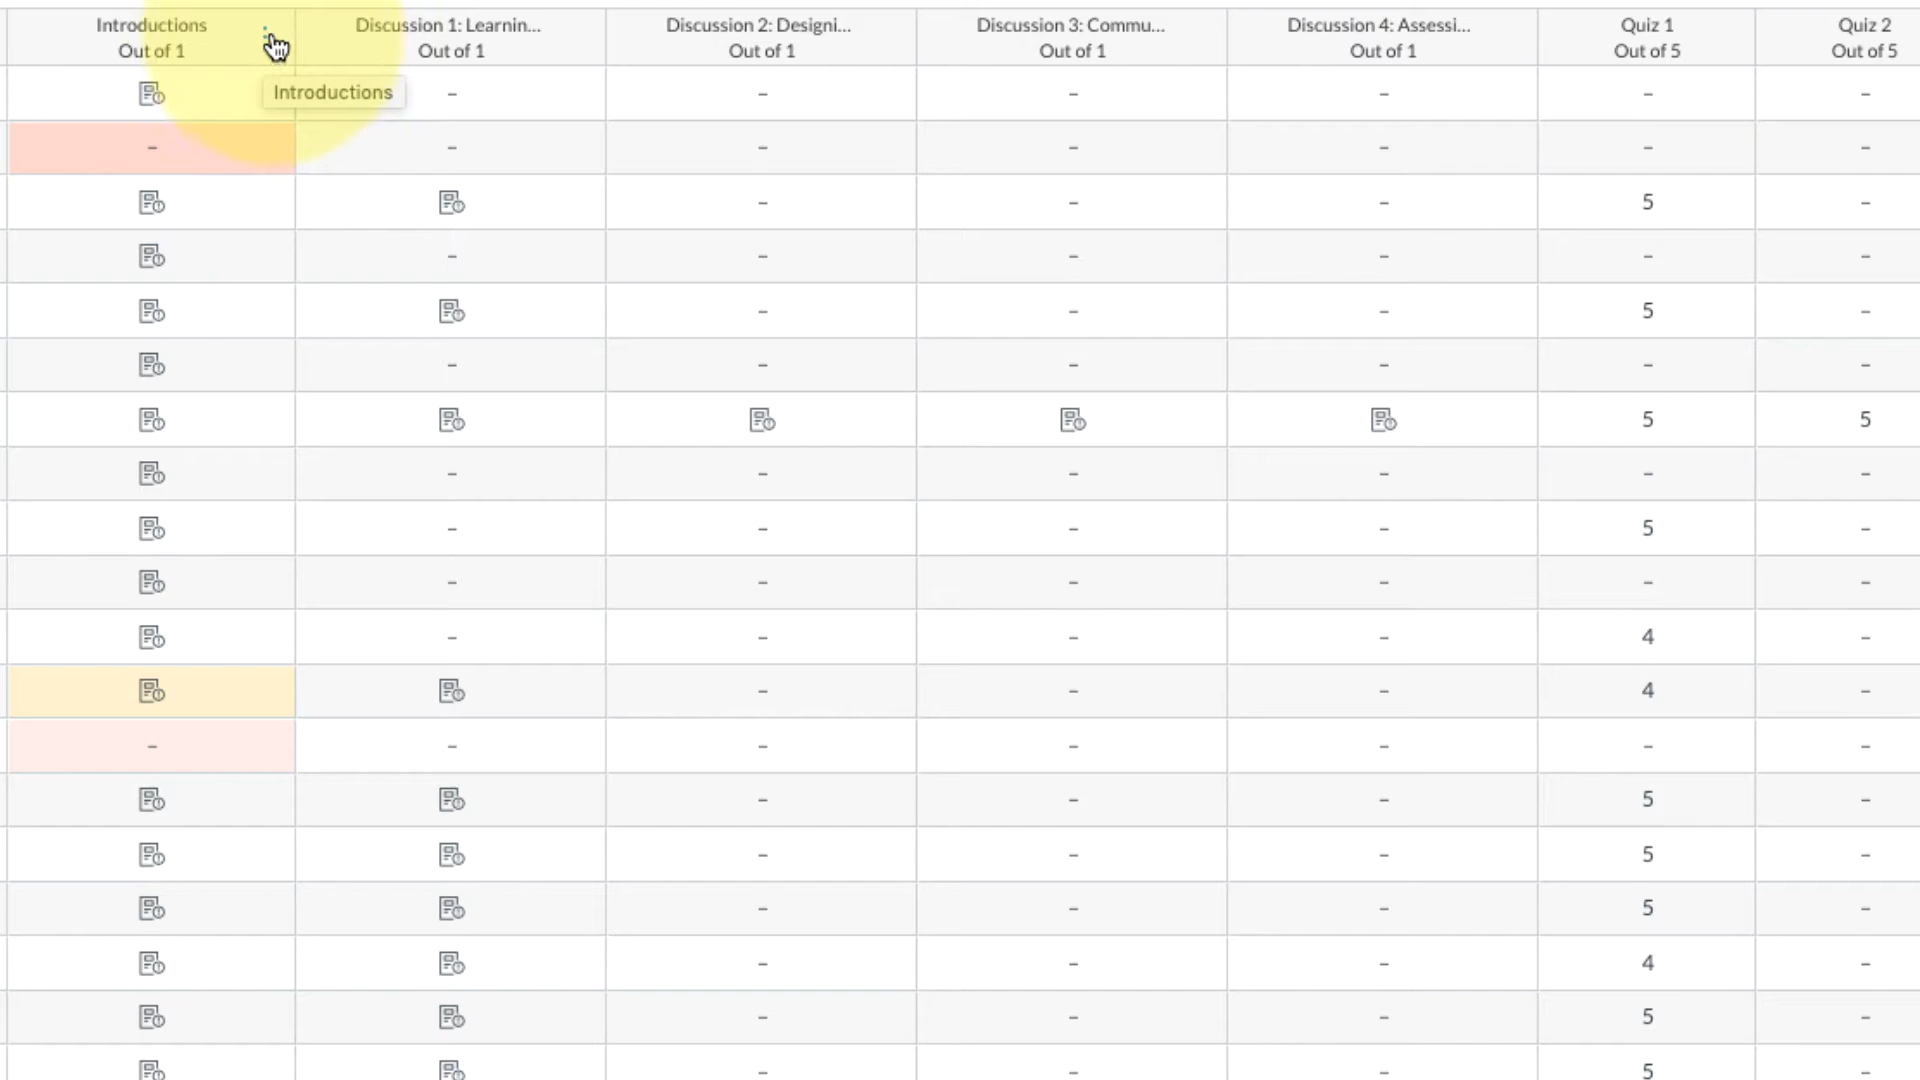 Introductions Discussion 1: Learnin... Discussion 2: Designi... Discussion 3: Commu... Discussion 4: Assessi... Quiz 1 Quiz 2
Out of 1 Out of 1 Out of 1 Out of 1 Out of 1 Out of 5 Out of 5
Introductions
– – – – – –
– – – – – – –
– – – 5 –
– – – – – –
– – – 5 –
– – – – – –
5 5
– – – – – –
– – – – 5 –
– – – – – –
– – – – 4 –
– – – 4 –
– – – – – – –
– – – 5 –
– – – 5 –
– – – 5 –
– – – 4 –
– – – 5 –
– – – 5 –